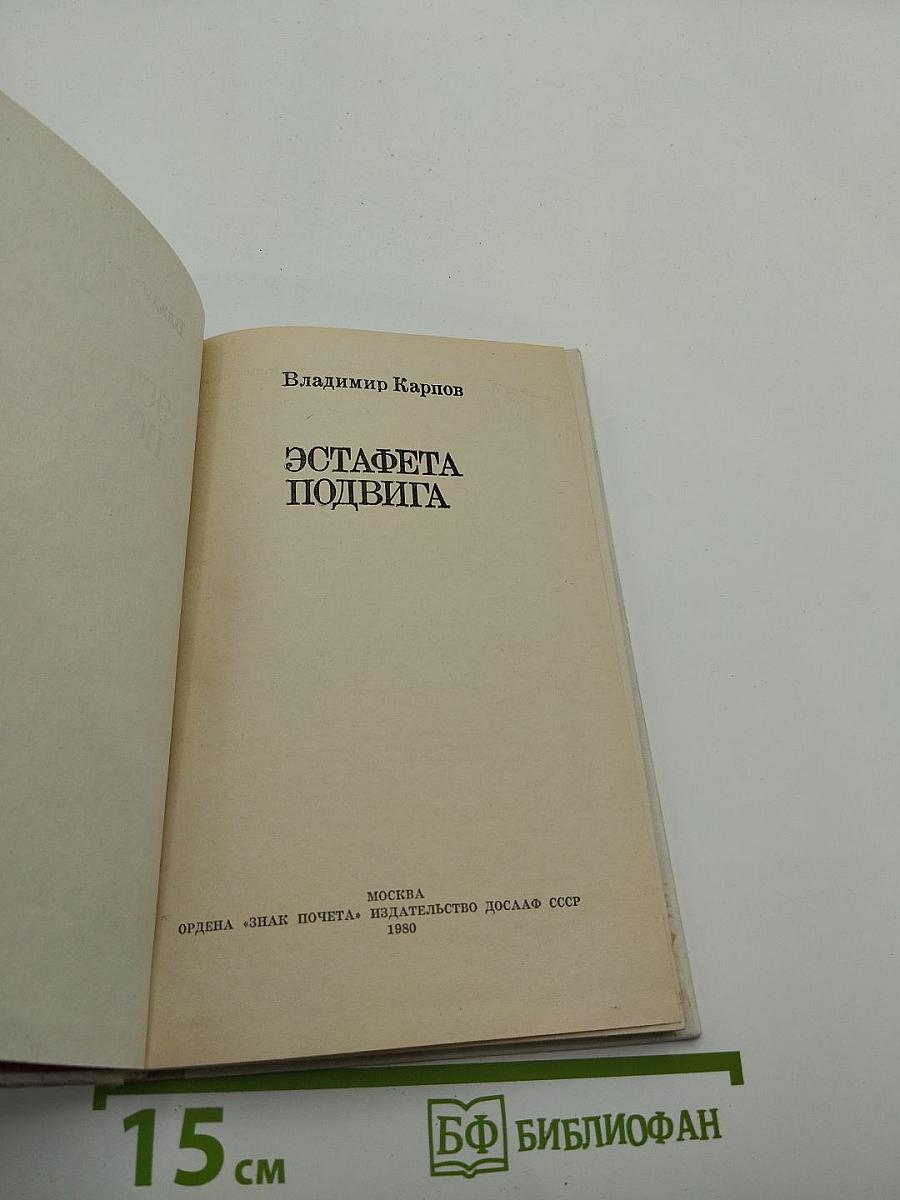 Владимир Карпов
ЭСТАФЕТА
ПОДВИГА
МОСКВА
ОРДЕНА «ЗНАК ПОЧЕТА» ИЗДАТЕЛЬСТВО ДОСААФ СССР
1980
15 см
БФ БИБЛИОФАН